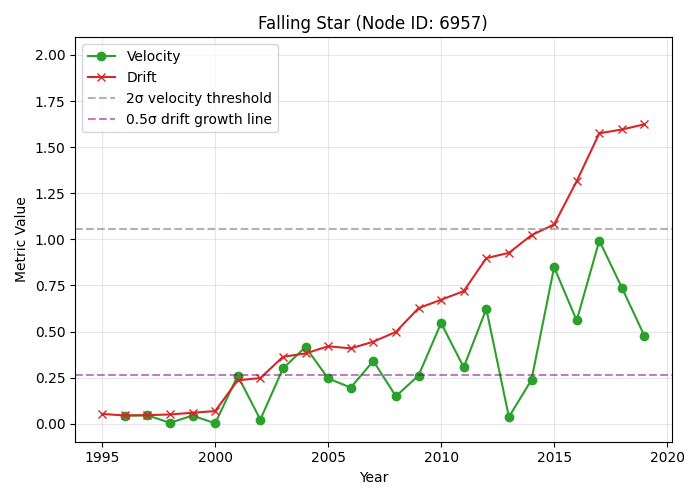 Falling Star (Node ID: 6957)
Velocity
Drift
2σ velocity threshold
0.5σ drift growth line
Metric Value
2.00
1.75
1.50
1.25
1.00
0.75
0.50
0.25
0.00
1995
2000
2005
2010
2015
2020
Year